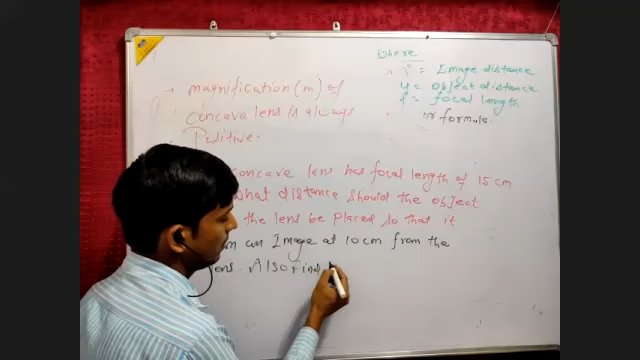 where
v = Image distance
u = object distance
f = focal length
or formula.
magnification (m) of
concave lens is always
Positive.
concave lens has focal length of 15 cm
what distance should the object
the lens be placed so that it
an Image at 10 cm from the
lens. Also find